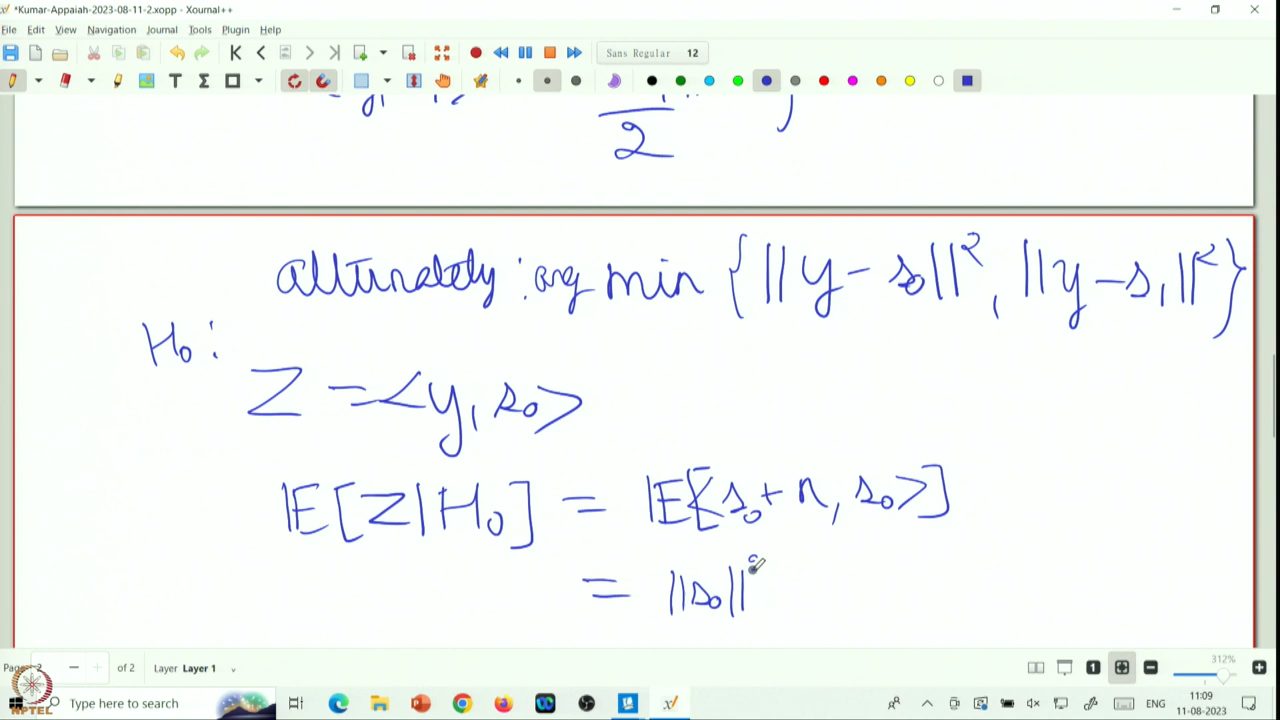 *Kumar-Appaiah-2023-08-11-2.xopp - Xournal++
File Edit View Navigation Journal Tools Plugin Help
Sans Regular 12
2
alternately : arg min {||y - s0||², ||y - s1||²}
H0 :
Z = <y, s0>
E[Z|H0] = E[<s0 + n, s0>]
= ||s0||
Page 2 of 2 Layer Layer 1
312%
NPTEL
Type here to search
ENG
11:09
11-08-2023